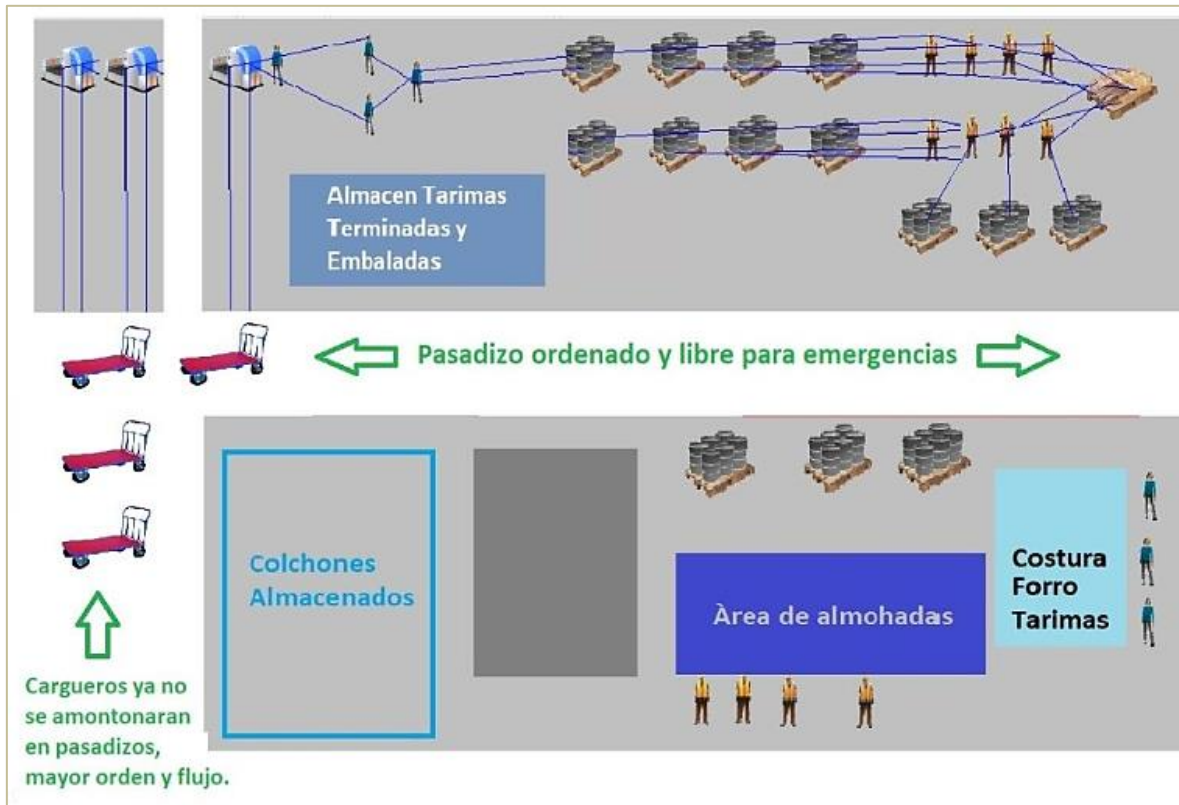 Almacen Tarimas
Terminadas y
Embaladas
Pasadizo ordenado y libre para emergencias
Colchones
Almacenados
Àrea de almohadas
Costura
Forro
Tarimas
Cargueros ya no
se amontonaran
en pasadizos,
mayor orden y flujo.